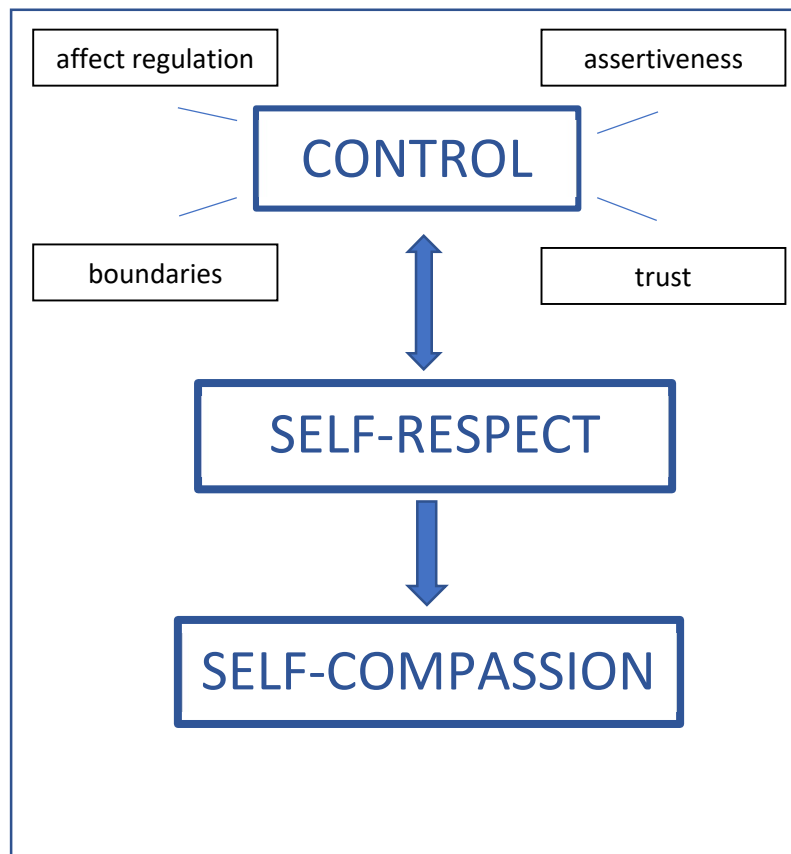 affect regulation
assertiveness
CONTROL
boundaries
trust
SELF-RESPECT
SELF-COMPASSION